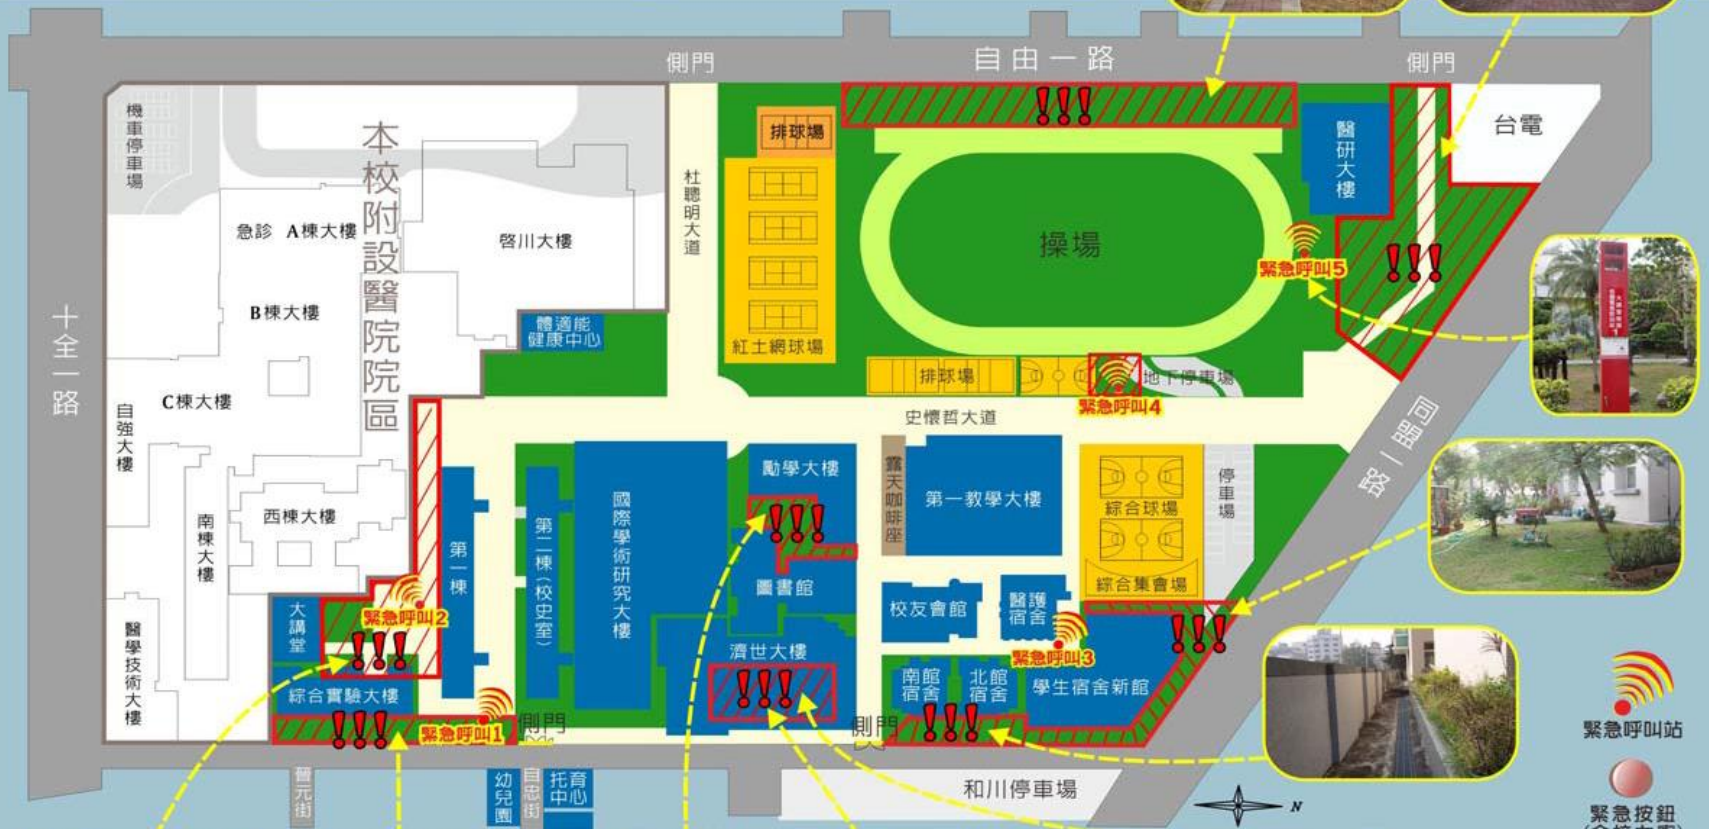 側門
自由一路
側門
機車停車場
本校附設醫院院區
排球場
醫研大樓
台電
杜聰明大道
急診 A棟大樓
啓川大樓
操場
緊急呼叫5
十全一路
B棟大樓
體適能
健康中心
紅土網球場
排球場
地下停車場
緊急呼叫4
C棟大樓
自強大樓
史懷哲大道
同盟一路
勵學大樓
露天咖啡座
第一教學大樓
綜合球場
停車場
西棟大樓
南棟大樓
第一棟
第二棟(校史室)
國際學術研究大樓
圖書館
綜合集會場
校友會館
醫護
宿舍
大講堂
緊急呼叫2
醫學技術大樓
濟世大樓
緊急呼叫3
南館
宿舍
北館
宿舍
學生宿舍新館
綜合實驗大樓
緊急呼叫1
側門
側門
緊急呼叫站
普元街
幼兒園
自忠街
托育
中心
和川停車場
N
緊急按鈕